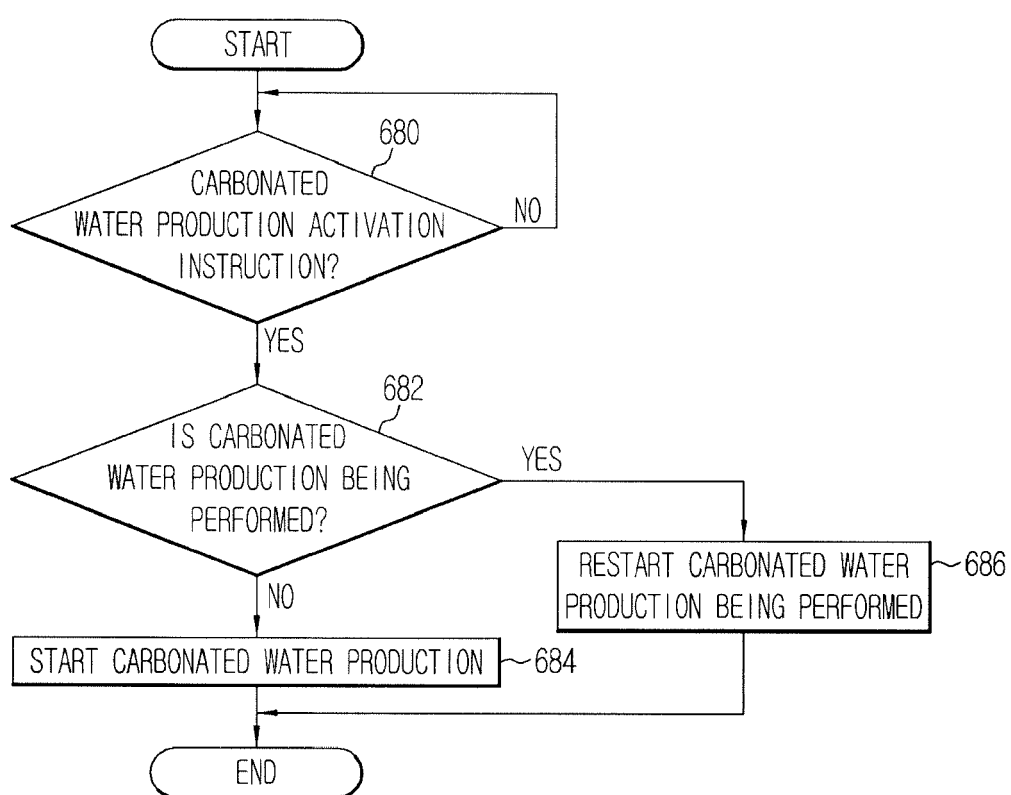 START
680
CARBONATED
WATER PRODUCTION ACTIVATION
INSTRUCTION?
NO
YES
682
IS CARBONATED
WATER PRODUCTION BEING
PERFORMED?
YES
NO
RESTART CARBONATED WATER
PRODUCTION BEING PERFORMED
686
START CARBONATED WATER PRODUCTION
684
END